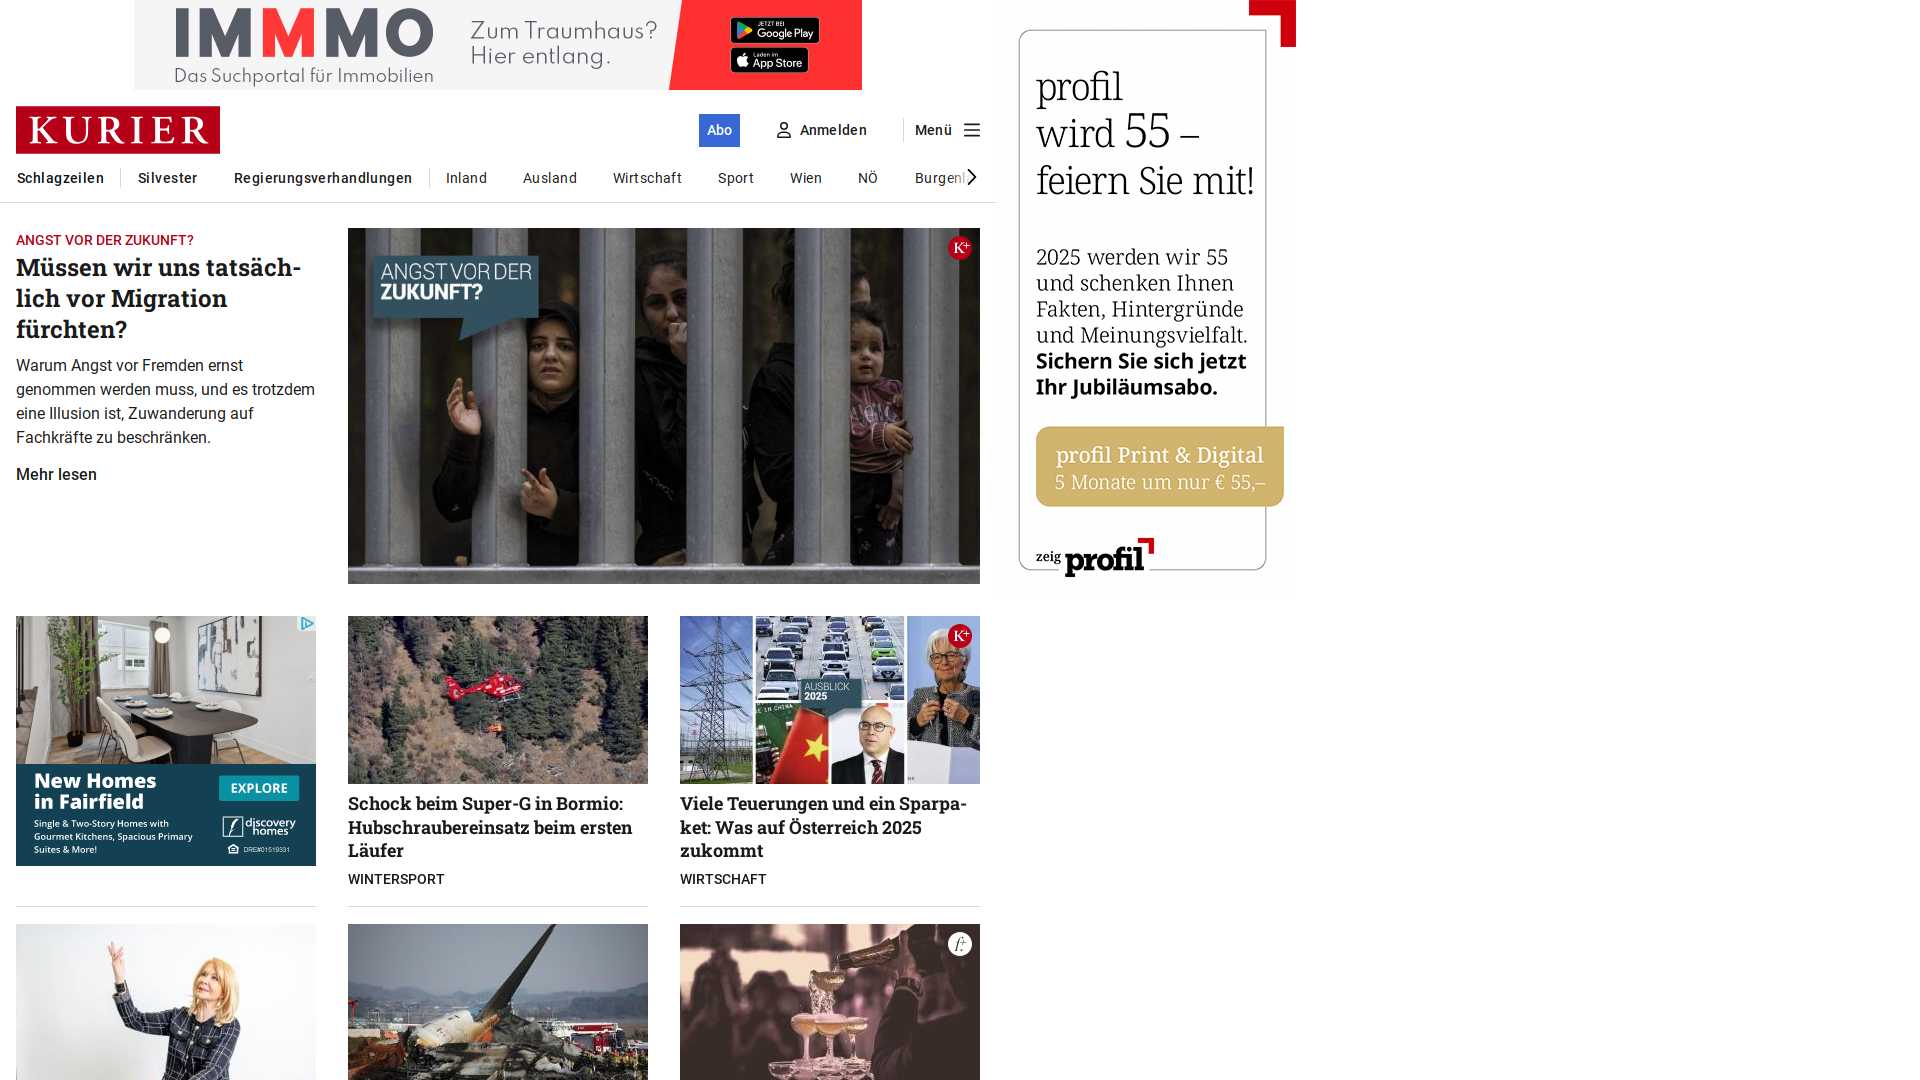 IMMMO
Das Suchportal für Immobilien
Zum Traumhaus?
Hier entlang.
JETZT BEI
Google Play
Laden im
App Store
KURIER
Abo
Anmelden
Menü
Schlagzeilen
Silvester
Regierungsverhandlungen
Inland
Ausland
Wirtschaft
Sport
Wien
NÖ
Burgenl
ANGST VOR DER ZUKUNFT?
Müssen wir uns tatsäch-
lich vor Migration
fürchten?
Warum Angst vor Fremden ernst
genommen werden muss, und es trotzdem
eine Illusion ist, Zuwanderung auf
Fachkräfte zu beschränken.
Mehr lesen
ANGST VOR DER
ZUKUNFT?
K+
profil
wird 55 –
feiern Sie mit!
2025 werden wir 55
und schenken Ihnen
Fakten, Hintergründe
und Meinungsvielfalt.
Sichern Sie sich jetzt
Ihr Jubiläumsabo.
profil Print & Digital
5 Monate um nur € 55,–
zeig profil
New Homes
in Fairfield
Single & Two-Story Homes with
Gourmet Kitchens, Spacious Primary
Suites & More!
EXPLORE
discovery
homes
DRE#01519331
Schock beim Super-G in Bormio:
Hubschraubereinsatz beim ersten
Läufer
WINTERSPORT
K+
AUSBLICK
2025
Viele Teuerungen und ein Sparpa-
ket: Was auf Österreich 2025
zukommt
WIRTSCHAFT
f+